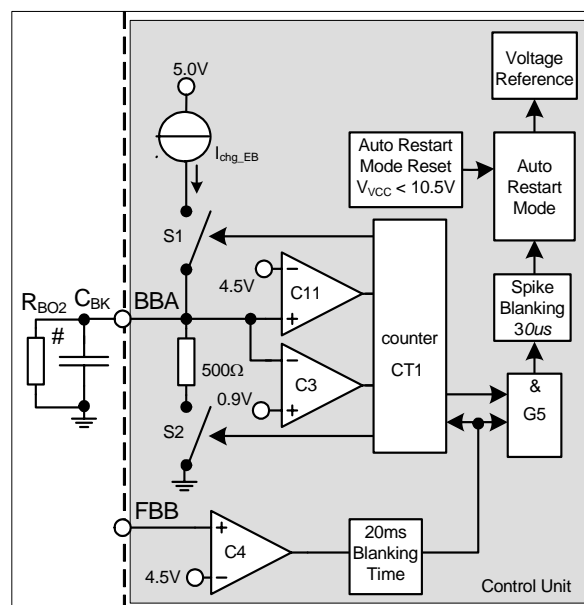 Voltage
Reference
5.0V
I_chg_EB
Auto Restart
Mode Reset
V_VCC < 10.5V
Auto
Restart
Mode
S1
4.5V
C11
R_BO2
C_BK
BBA
#
500Ω
counter
CT1
Spike
Blanking
30us
C3
0.9V
&
G5
S2
FBB
C4
20ms
Blanking
Time
4.5V
Control Unit